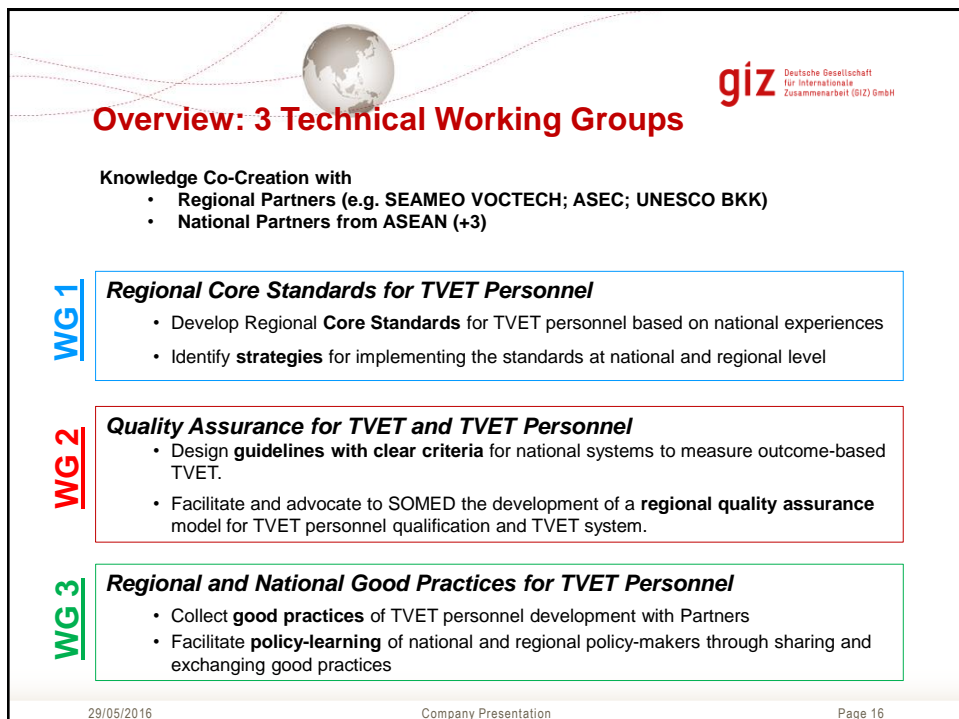 giz Deutsche Gesellschaft
für Internationale
Zusammenarbeit (GIZ) GmbH
Overview: 3 Technical Working Groups
Knowledge Co-Creation with
• Regional Partners (e.g. SEAMEO VOCTECH; ASEC; UNESCO BKK)
• National Partners from ASEAN (+3)
WG 1
Regional Core Standards for TVET Personnel
• Develop Regional Core Standards for TVET personnel based on national experiences
• Identify strategies for implementing the standards at national and regional level
WG 2
Quality Assurance for TVET and TVET Personnel
• Design guidelines with clear criteria for national systems to measure outcome-based
TVET.
• Facilitate and advocate to SOMED the development of a regional quality assurance
model for TVET personnel qualification and TVET system.
WG 3
Regional and National Good Practices for TVET Personnel
• Collect good practices of TVET personnel development with Partners
• Facilitate policy-learning of national and regional policy-makers through sharing and
exchanging good practices
29/05/2016 Company Presentation Page 16